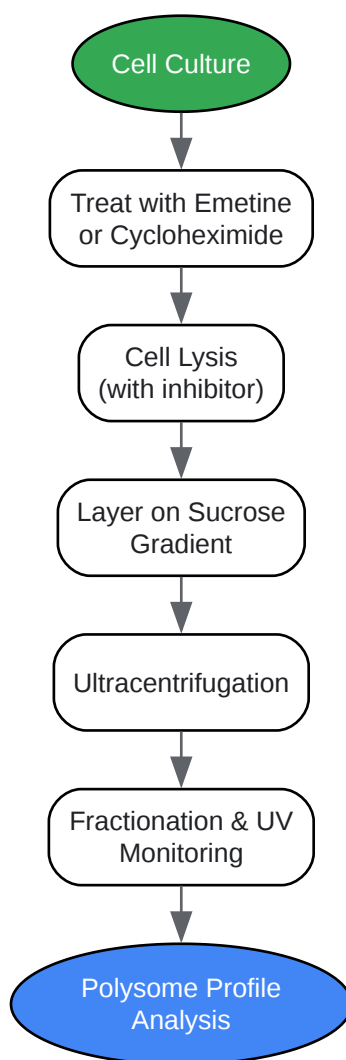 Cell Culture
Treat with Emetine
or Cycloheximide
Cell Lysis
(with inhibitor)
Layer on Sucrose
Gradient
Ultracentrifugation
Fractionation & UV
Monitoring
Polysome Profile
Analysis